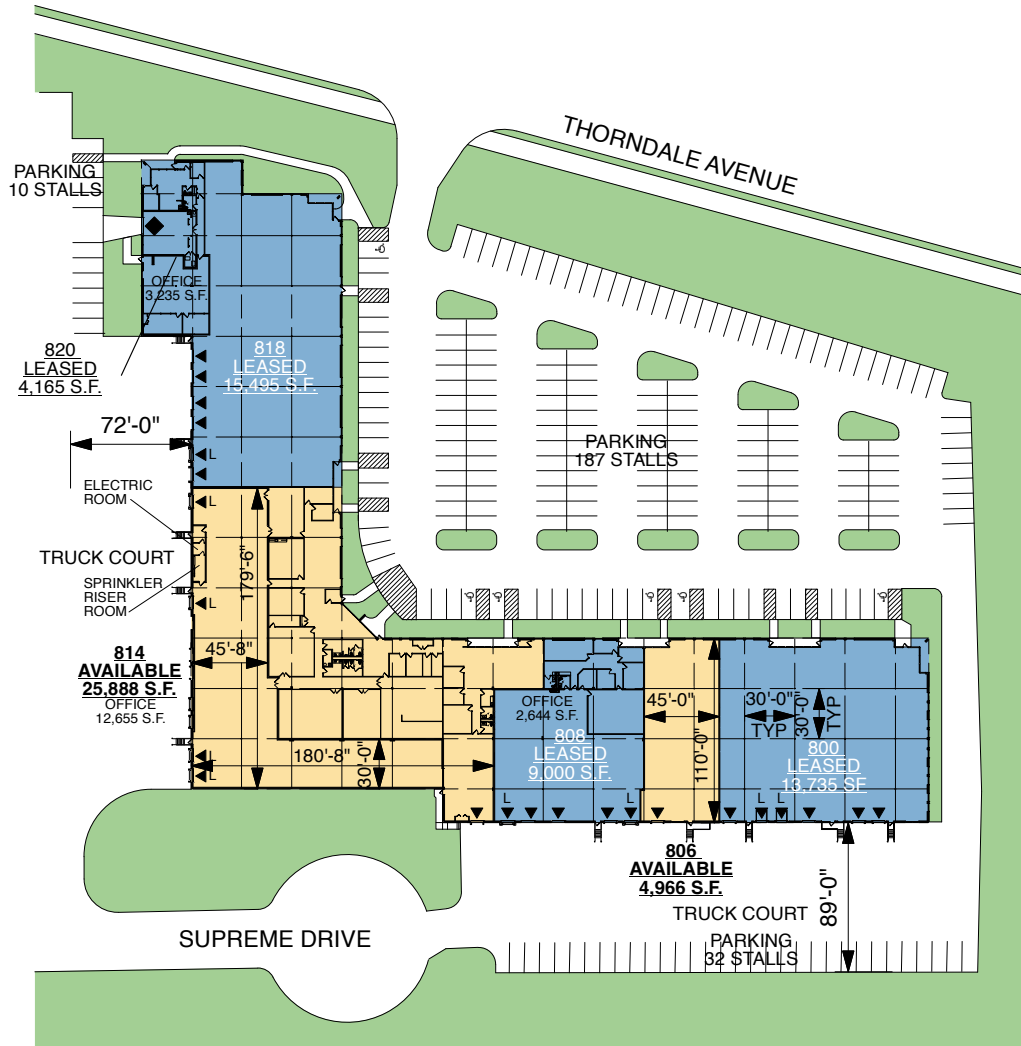 THORNDALE AVENUE
PARKING
10 STALLS
OFFICE
3,235 S.F.
820
LEASED
4,165 S.F.
818
LEASED
15,495 S.F.
72'-0"
L
PARKING
187 STALLS
ELECTRIC
ROOM
L
TRUCK COURT
179'-6"
SPRINKLER
RISER
ROOM
L
814
AVAILABLE
25,888 S.F.
OFFICE
12,655 S.F.
45'-8"
OFFICE
2,644 S.F.
45'-0"
30'-0"
TYP
30'-0"
TYP
808
LEASED
9,000 S.F.
110'-0"
800
LEASED
13,735 SF
180'-8"
30'-0"
L
L
L
L
L
806
AVAILABLE
4,966 S.F.
89'-0"
TRUCK COURT
PARKING
32 STALLS
SUPREME DRIVE